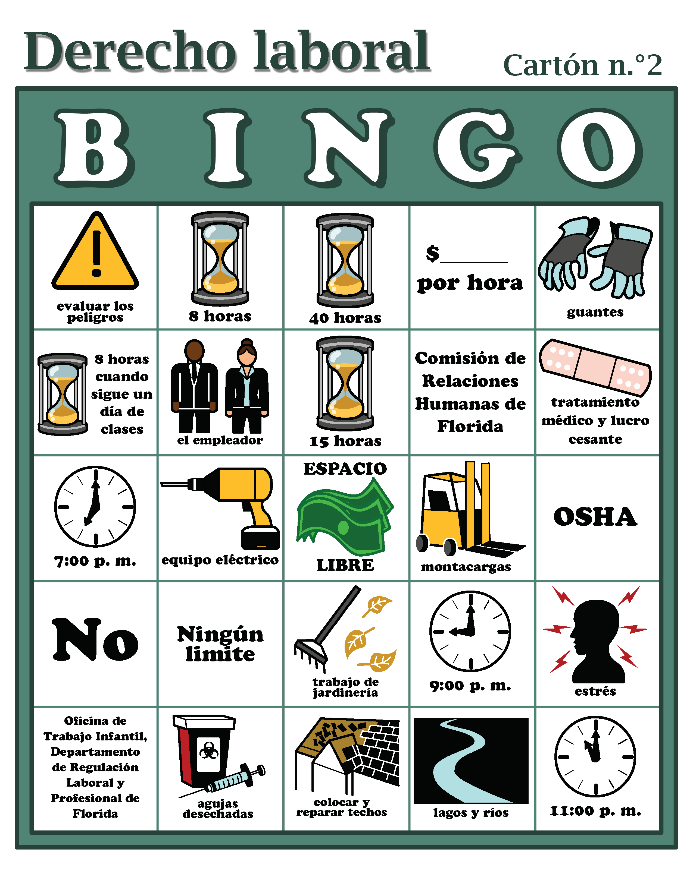 Derecho laboral
Cartón n.°2
B I N G O
evaluar los
peligros
8 horas
40 horas
$______
por hora
guantes
8 horas
cuando
sigue un
día de
clases
el empleador
15 horas
Comisión de
Relaciones
Humanas de
Florida
tratamiento
médico y lucro
cesante
7:00 p. m.
equipo eléctrico
ESPACIO
LIBRE
montacargas
OSHA
No
Ningún
límite
trabajo de
jardinería
9:00 p. m.
estrés
Oficina de
Trabajo Infantil,
Departamento
de Regulación
Laboral y
Profesional de
Florida
agujas
desechadas
colocar y
reparar techos
lagos y ríos
11:00 p. m.